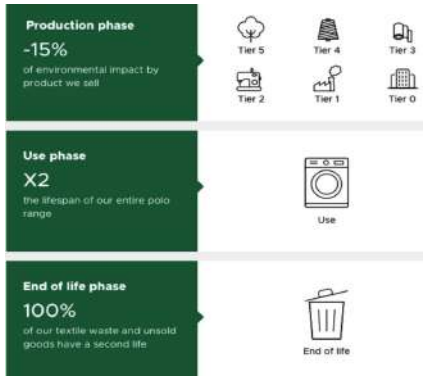 Production phase
-15%
of environmental impact by
product we sell
Tier 5
Tier 4
Tier 3
Tier 2
Tier 1
Tier 0
Use phase
X2
the lifespan of our entire polo
range
Use
End of life phase
100%
of our textile waste and unsold
goods have a second life
End of life